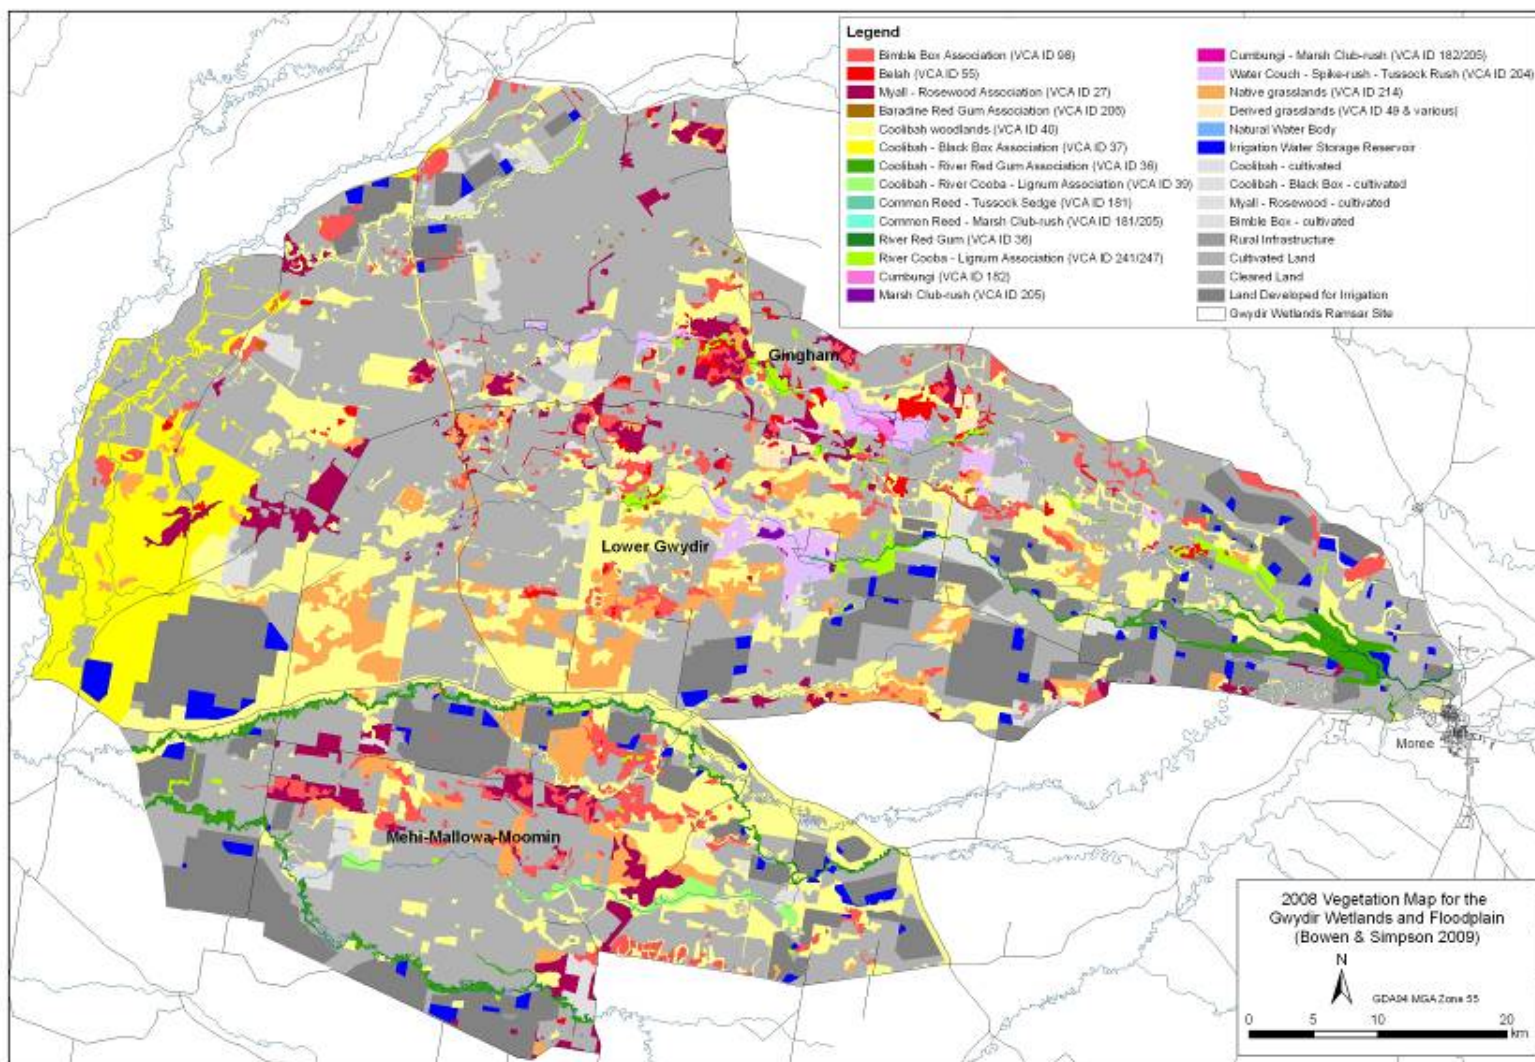 Legend
Bimble Box Association (VCA ID 98)
Belah (VCA ID 55)
Myall - Rosewood Association (VCA ID 27)
Baradine Red Gum Association (VCA ID 206)
Coolibah woodlands (VCA ID 40)
Coolibah - Black Box Association (VCA ID 37)
Coolibah - River Red Gum Association (VCA ID 36)
Coolibah - River Cooba - Lignum Association (VCA ID 39)
Common Reed - Tussock Sedge (VCA ID 181)
Common Reed - Marsh Club-rush (VCA ID 181/205)
River Red Gum (VCA ID 36)
River Cooba - Lignum Association (VCA ID 241/247)
Cumbungi (VCA ID 182)
Marsh Club-rush (VCA ID 205)
Cumbungi - Marsh Club-rush (VCA ID 182/205)
Water Couch - Spike-rush - Tussock Rush (VCA ID 204)
Native grasslands (VCA ID 214)
Derived grasslands (VCA ID 49 & various)
Natural Water Body
Irrigation Water Storage Reservoir
Coolibah - cultivated
Coolibah - Black Box - cultivated
Myall - Rosewood - cultivated
Bimble Box - cultivated
Rural Infrastructure
Cultivated Land
Cleared Land
Land Developed for Irrigation
Gwydir Wetlands Ramsar Site
Gingham
Lower Gwydir
Moree
Mehi-Mallowa-Moomin
2008 Vegetation Map for the
Gwydir Wetlands and Floodplain
(Bowen & Simpson 2009)
N
GDA94 MGA Zone 55
0 5 10 20
km